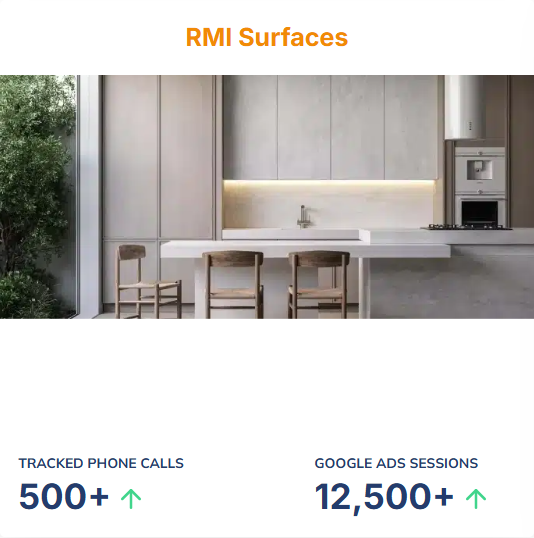 RMI Surfaces
TRACKED PHONE CALLS
500+
GOOGLE ADS SESSIONS
12,500+